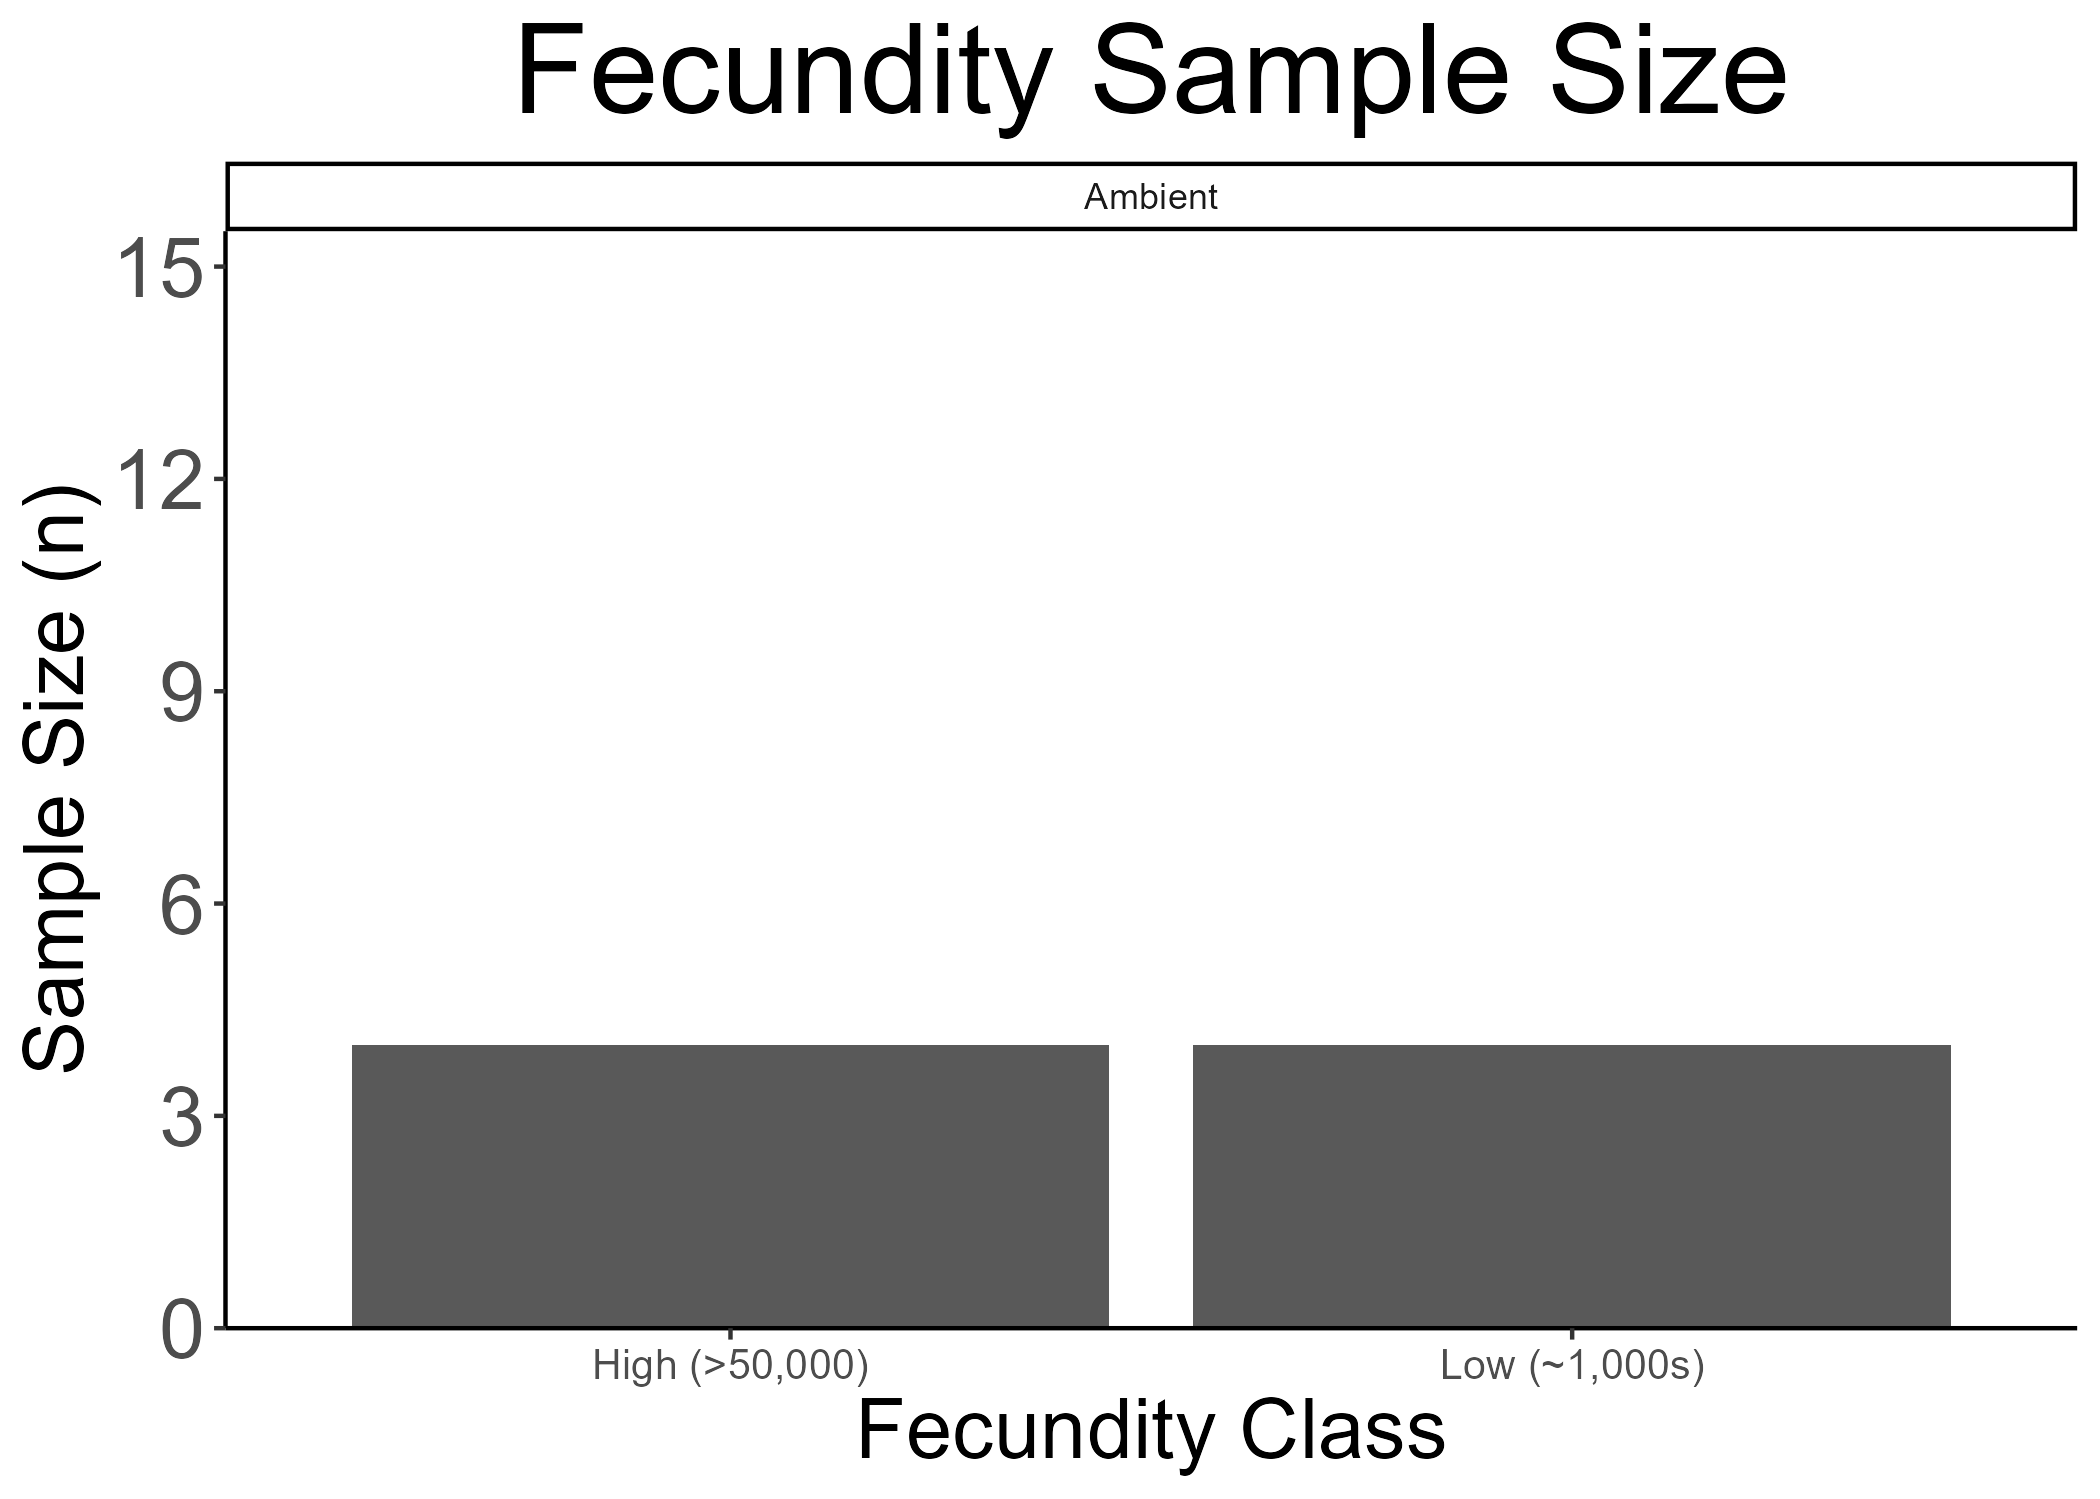 Fecundity Sample Size
Ambient
Sample Size (n)
15
12
9
6
3
0
High (>50,000)
Low (~1,000s)
Fecundity Class